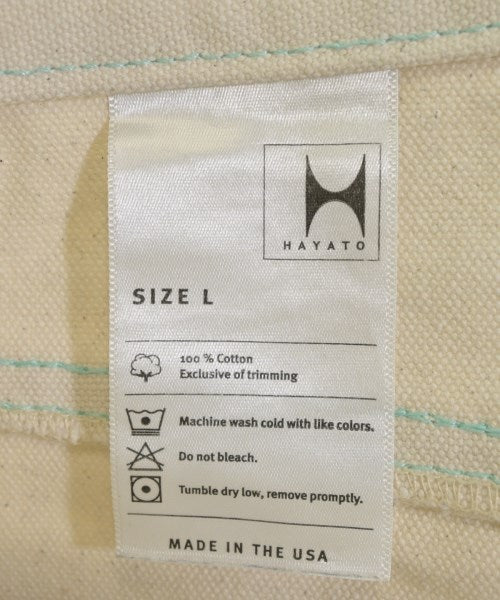 HAYATO
SIZE L
100 % Cotton
Exclusive of trimming
Machine wash cold with like colors.
Do not bleach.
Tumble dry low, remove promptly.
MADE IN THE USA